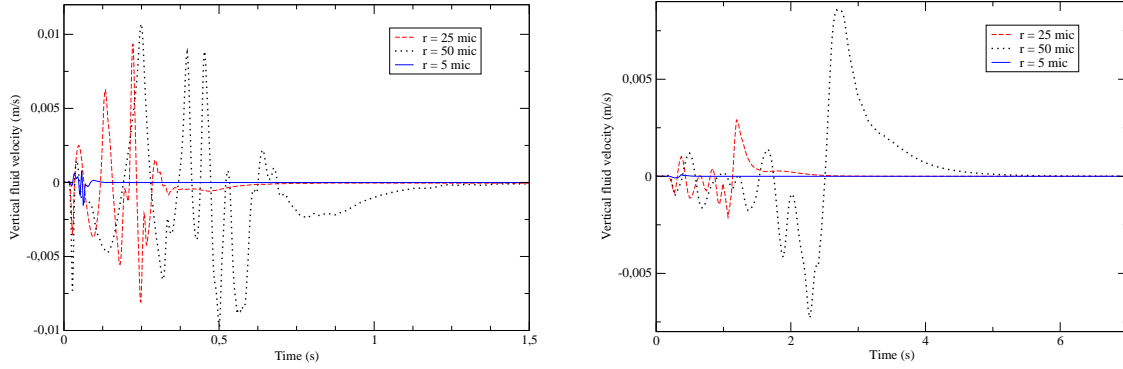 0,01
0,005
0
-0,005
-0,01
Vertical fluid velocity (m/s)
r = 25 mic
r = 50 mic
r = 5 mic
0
0,5
1
1,5
Time (s)
0,005
0
-0,005
Vertical fluid velocity (m/s)
r = 25 mic
r = 50 mic
r = 5 mic
0
2
4
6
Time (s)